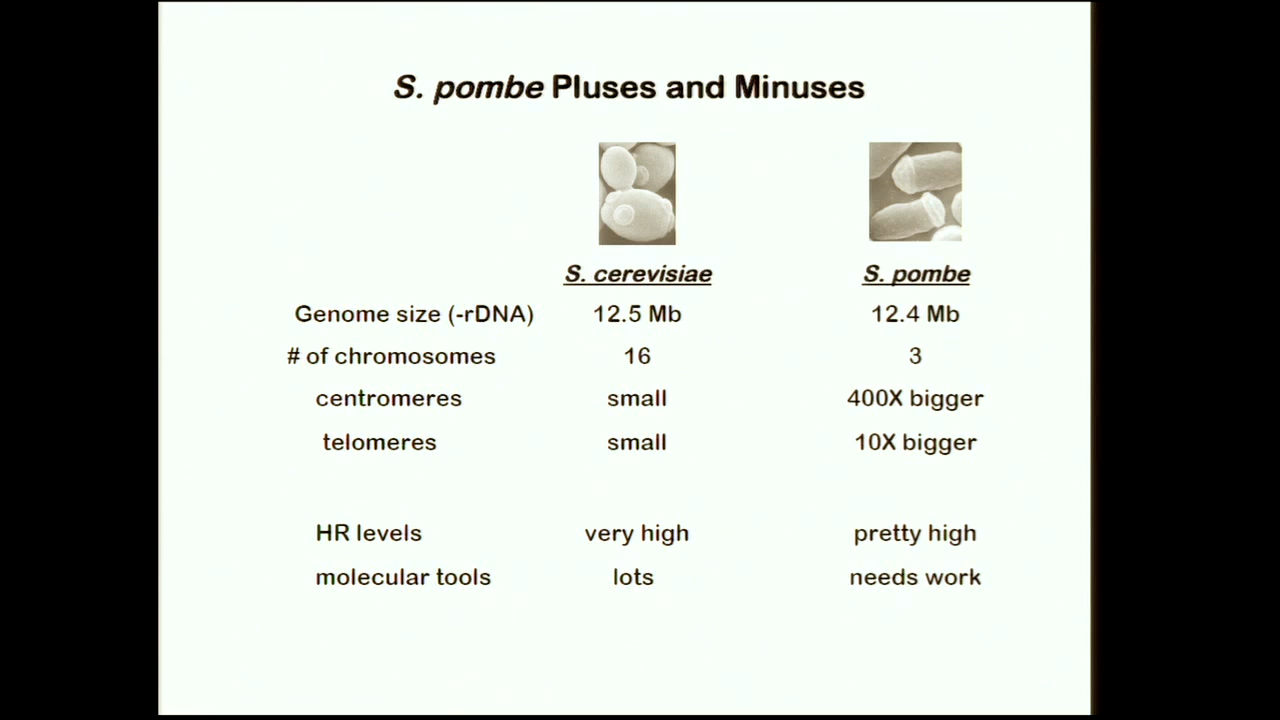 S. pombe Pluses and Minuses
S. cerevisiae S. pombe
Genome size (-rDNA) 12.5 Mb 12.4 Mb
# of chromosomes 16 3
centromeres small 400X bigger
telomeres small 10X bigger
HR levels very high pretty high
molecular tools lots needs work